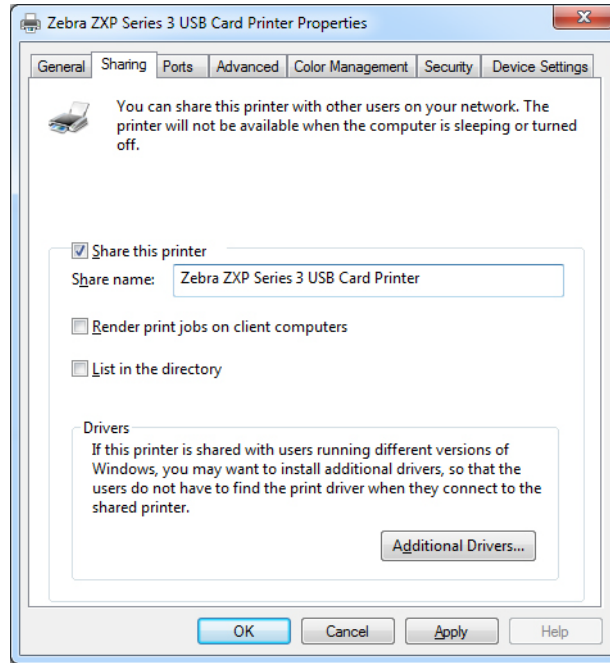 Zebra ZXP Series 3 USB Card Printer Properties
General Sharing Ports Advanced Color Management Security Device Settings
You can share this printer with other users on your network. The
printer will not be available when the computer is sleeping or turned
off.
Share this printer
Share name: Zebra ZXP Series 3 USB Card Printer
Render print jobs on client computers
List in the directory
Drivers
If this printer is shared with users running different versions of
Windows, you may want to install additional drivers, so that the
users do not have to find the print driver when they connect to the
shared printer.
Additional Drivers...
OK Cancel Apply Help